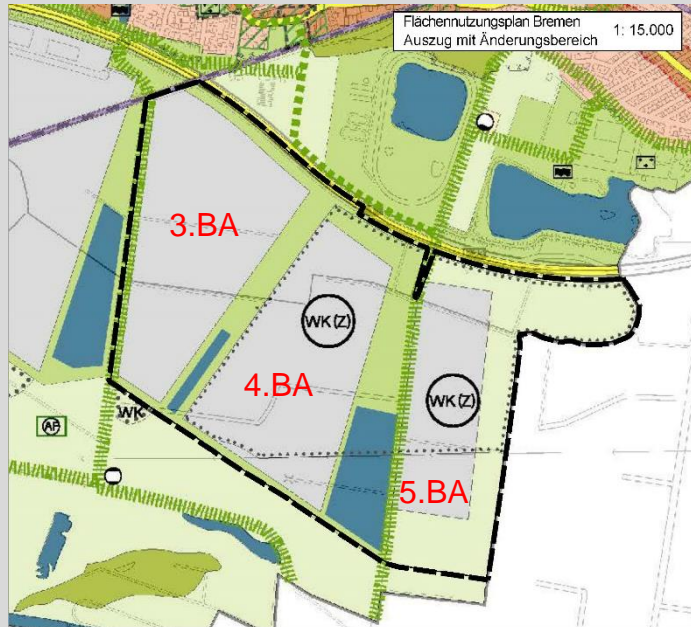 Flächennutzungsplan Bremen 1: 15.000
Auszug mit Änderungsbereich
3.BA
WK(Z)
4.BA
WK(Z)
WK
AF
5.BA